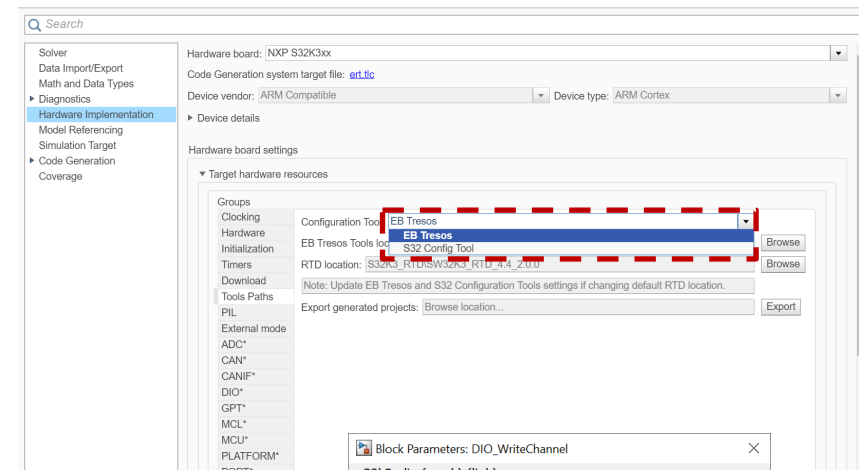 Search
Solver
Data Import/Export
Math and Data Types
Diagnostics
Hardware Implementation
Model Referencing
Simulation Target
Code Generation
Coverage
Hardware board: NXP S32K3xx
Code Generation system target file: ert.tlc
Device vendor: ARM Compatible Device type: ARM Cortex
Device details
Hardware board settings
Target hardware resources
Groups
Clocking
Hardware
Initialization
Timers
Download
Tools Paths
PIL
External mode
ADC*
CAN*
CANIF*
DIO*
GPT*
MCL*
MCU*
PLATFORM*
Configuration Too EB Tresos
EB Tresos
S32 Config Tool
EB Tresos Tools loc Browse
RTD location: S32K3_RTD\SW32K3_RTD_4.4_2.0.0 Browse
Note: Update EB Tresos and S32 Configuration Tools settings if changing default RTD location.
Export generated projects: Browse location... Export
Block Parameters: DIO_WriteChannel